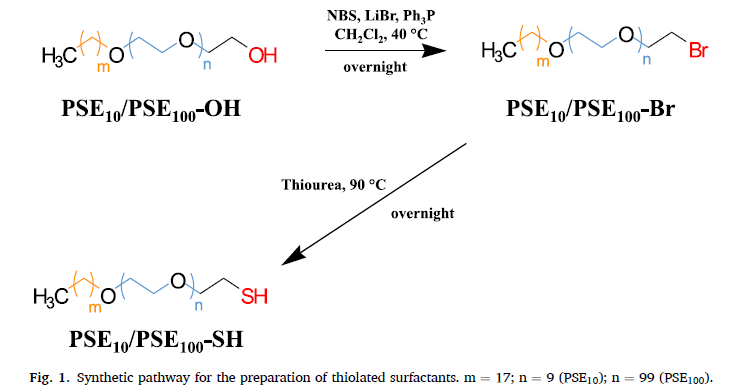 NBS, LiBr, Ph₃P
CH₂Cl₂, 40 °C
overnight
H₃C ( )m O ( O )n OH
H₃C ( )m O ( O )n Br
PSE₁₀/PSE₁₀₀-OH
PSE₁₀/PSE₁₀₀-Br
Thiourea, 90 °C
overnight
H₃C ( )m O ( O )n SH
PSE₁₀/PSE₁₀₀-SH
Fig. 1. Synthetic pathway for the preparation of thiolated surfactants. m = 17; n = 9 (PSE₁₀); n = 99 (PSE₁₀₀).